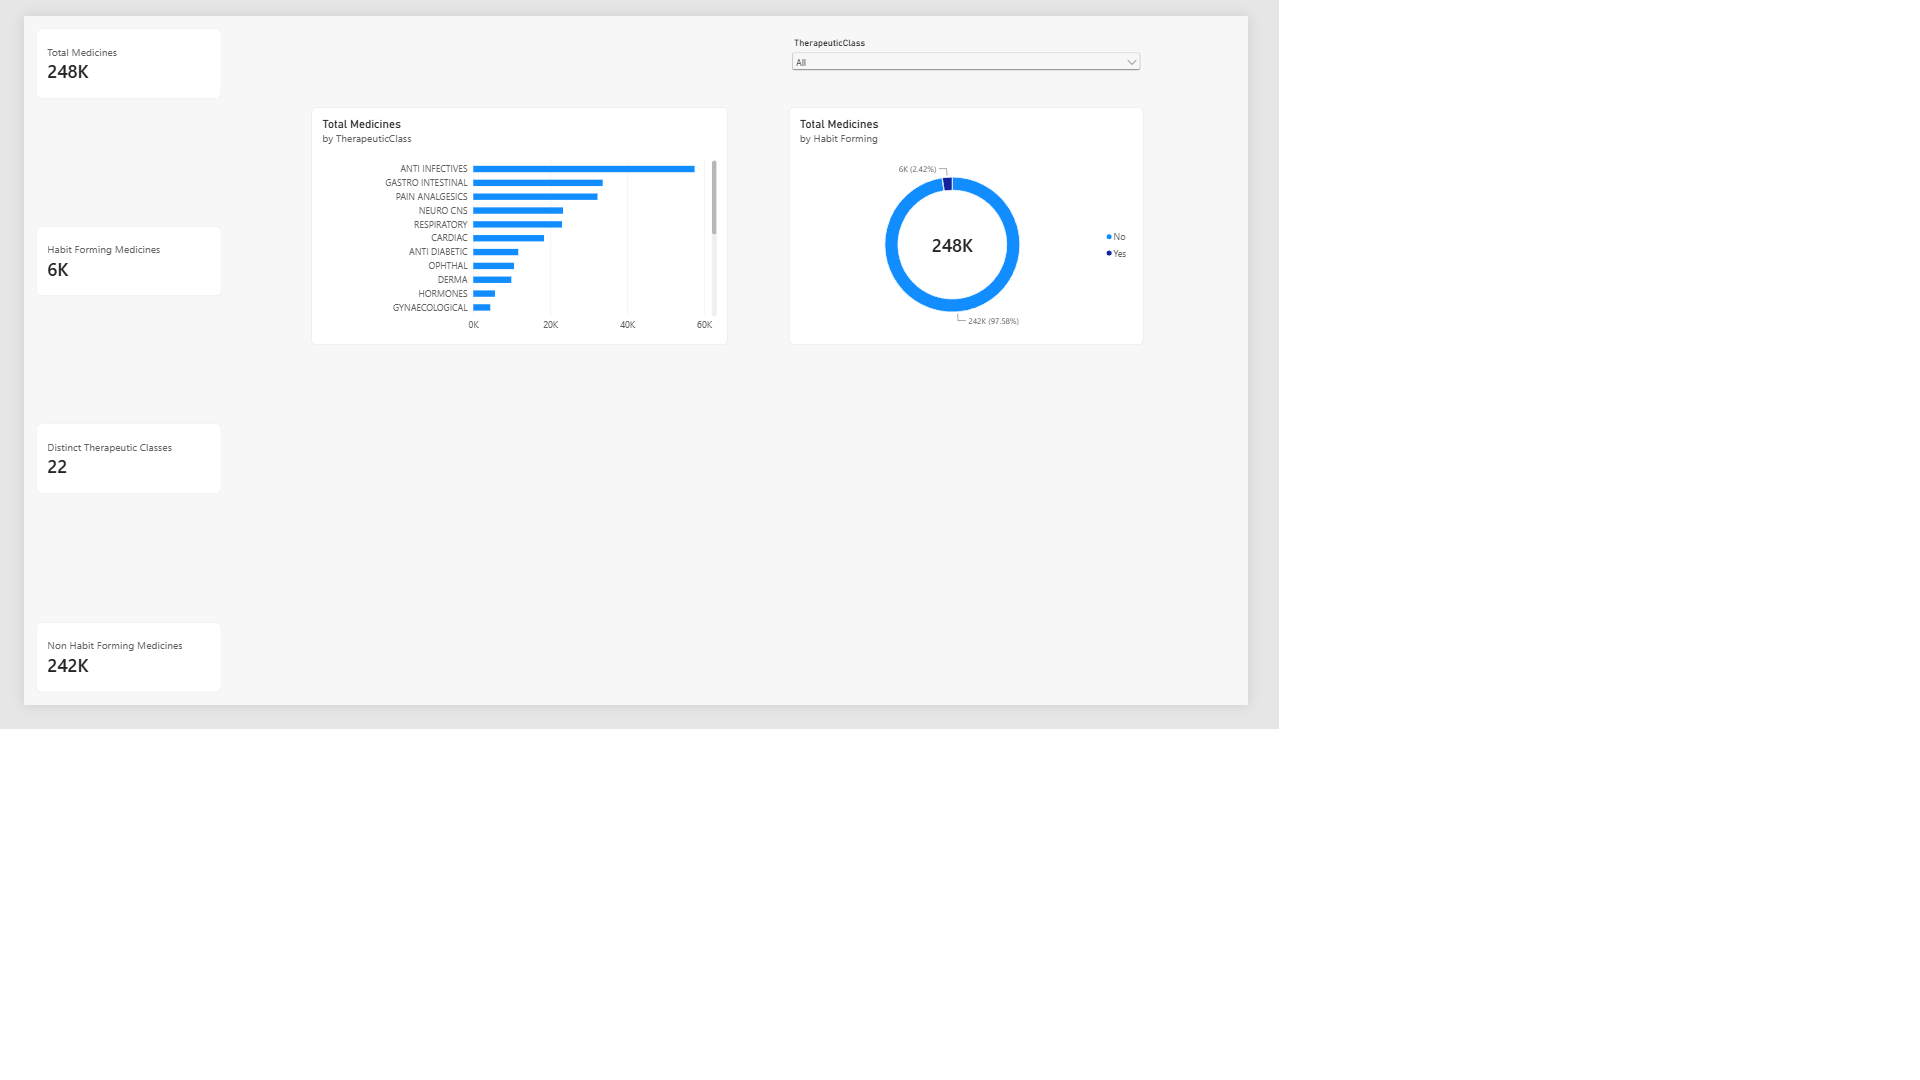 Total Medicines
248K
Habit Forming Medicines
6K
Distinct Therapeutic Classes
22
Non Habit Forming Medicines
242K
TherapeuticClass
All
Total Medicines
by TherapeuticClass
ANTI INFECTIVES
GASTRO INTESTINAL
PAIN ANALGESICS
NEURO CNS
RESPIRATORY
CARDIAC
ANTI DIABETIC
OPHTHAL
DERMA
HORMONES
GYNAECOLOGICAL
0K 20K 40K 60K
Total Medicines
by Habit Forming
6K (2.42%)
248K
242K (97.58%)
No
Yes